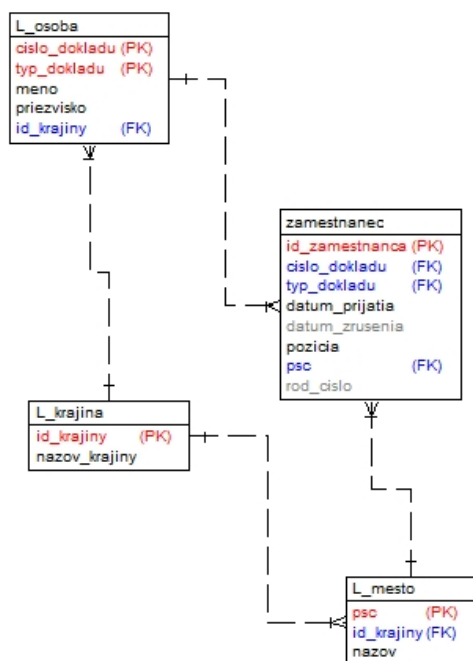 L_osoba
cislo_dokladu (PK)
typ_dokladu (PK)
meno
priezvisko
id_krajiny (FK)
zamestnanec
id_zamestnanca (PK)
cislo_dokladu (FK)
typ_dokladu (FK)
datum_prijatia
datum_zrusenia
pozicia
psc (FK)
rod_cislo
L_krajina
id_krajiny (PK)
nazov_krajiny
L_mesto
psc (PK)
id_krajiny (FK)
nazov